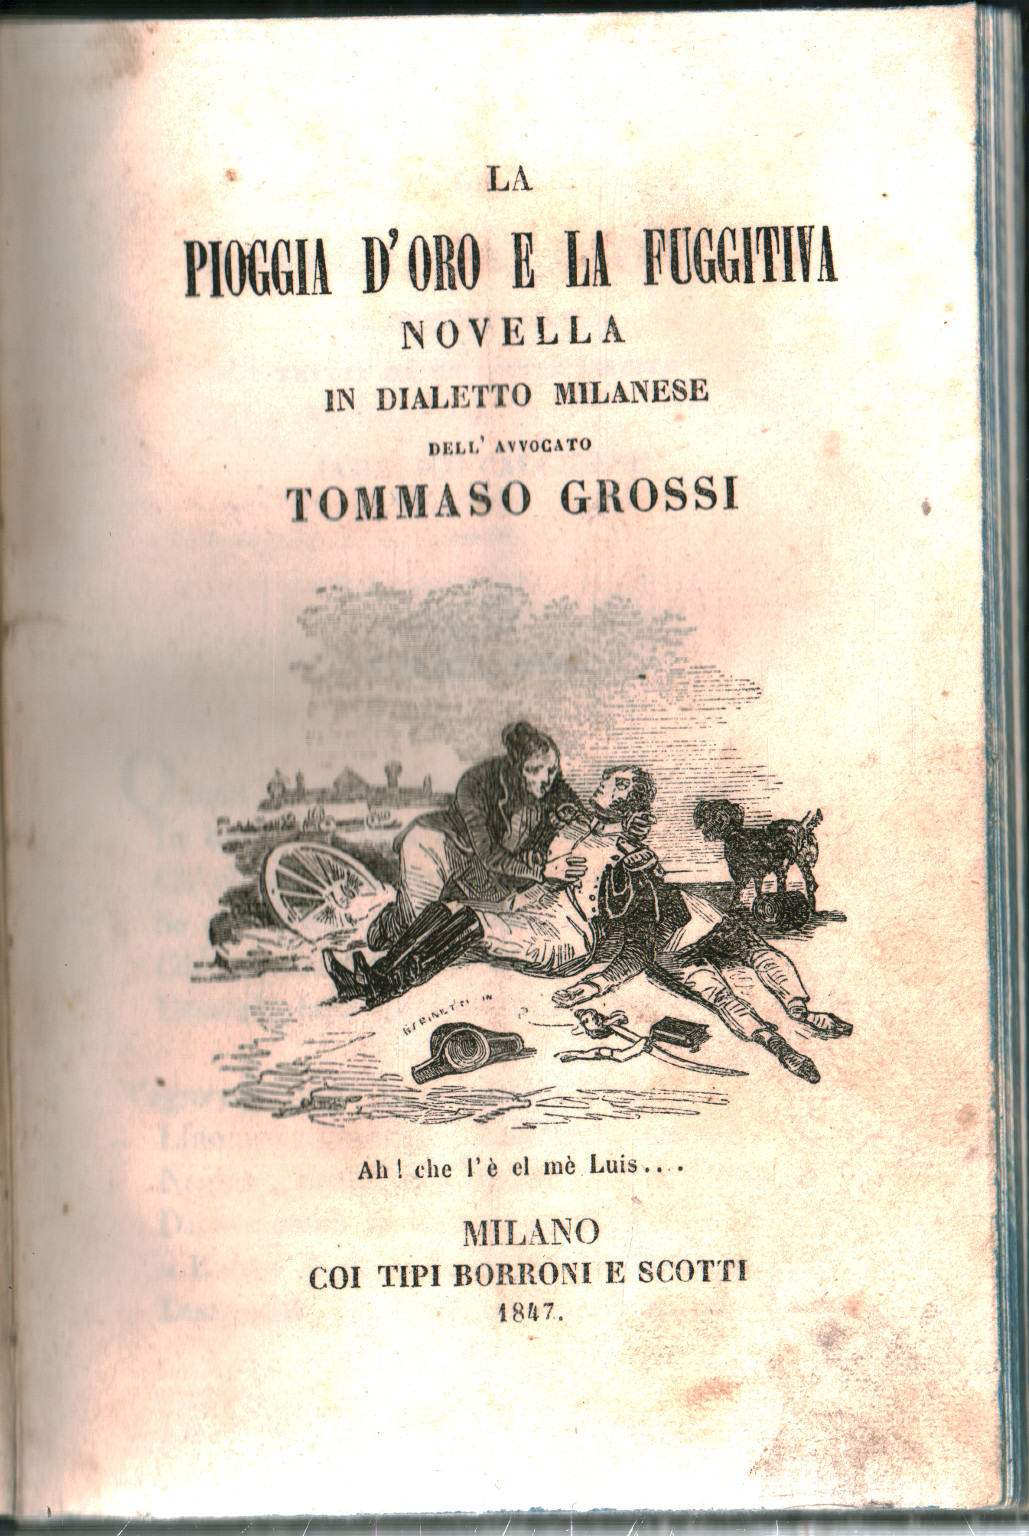 LA
PIOGGIA D'ORO E LA FUGGITIVA
NOVELLA
IN DIALETTO MILANESE
DELL' AVVOCATO
TOMMASO GROSSI
Ah! che l'è el mè Luis....
MILANO
COI TIPI BORRONI E SCOTTI
1847.